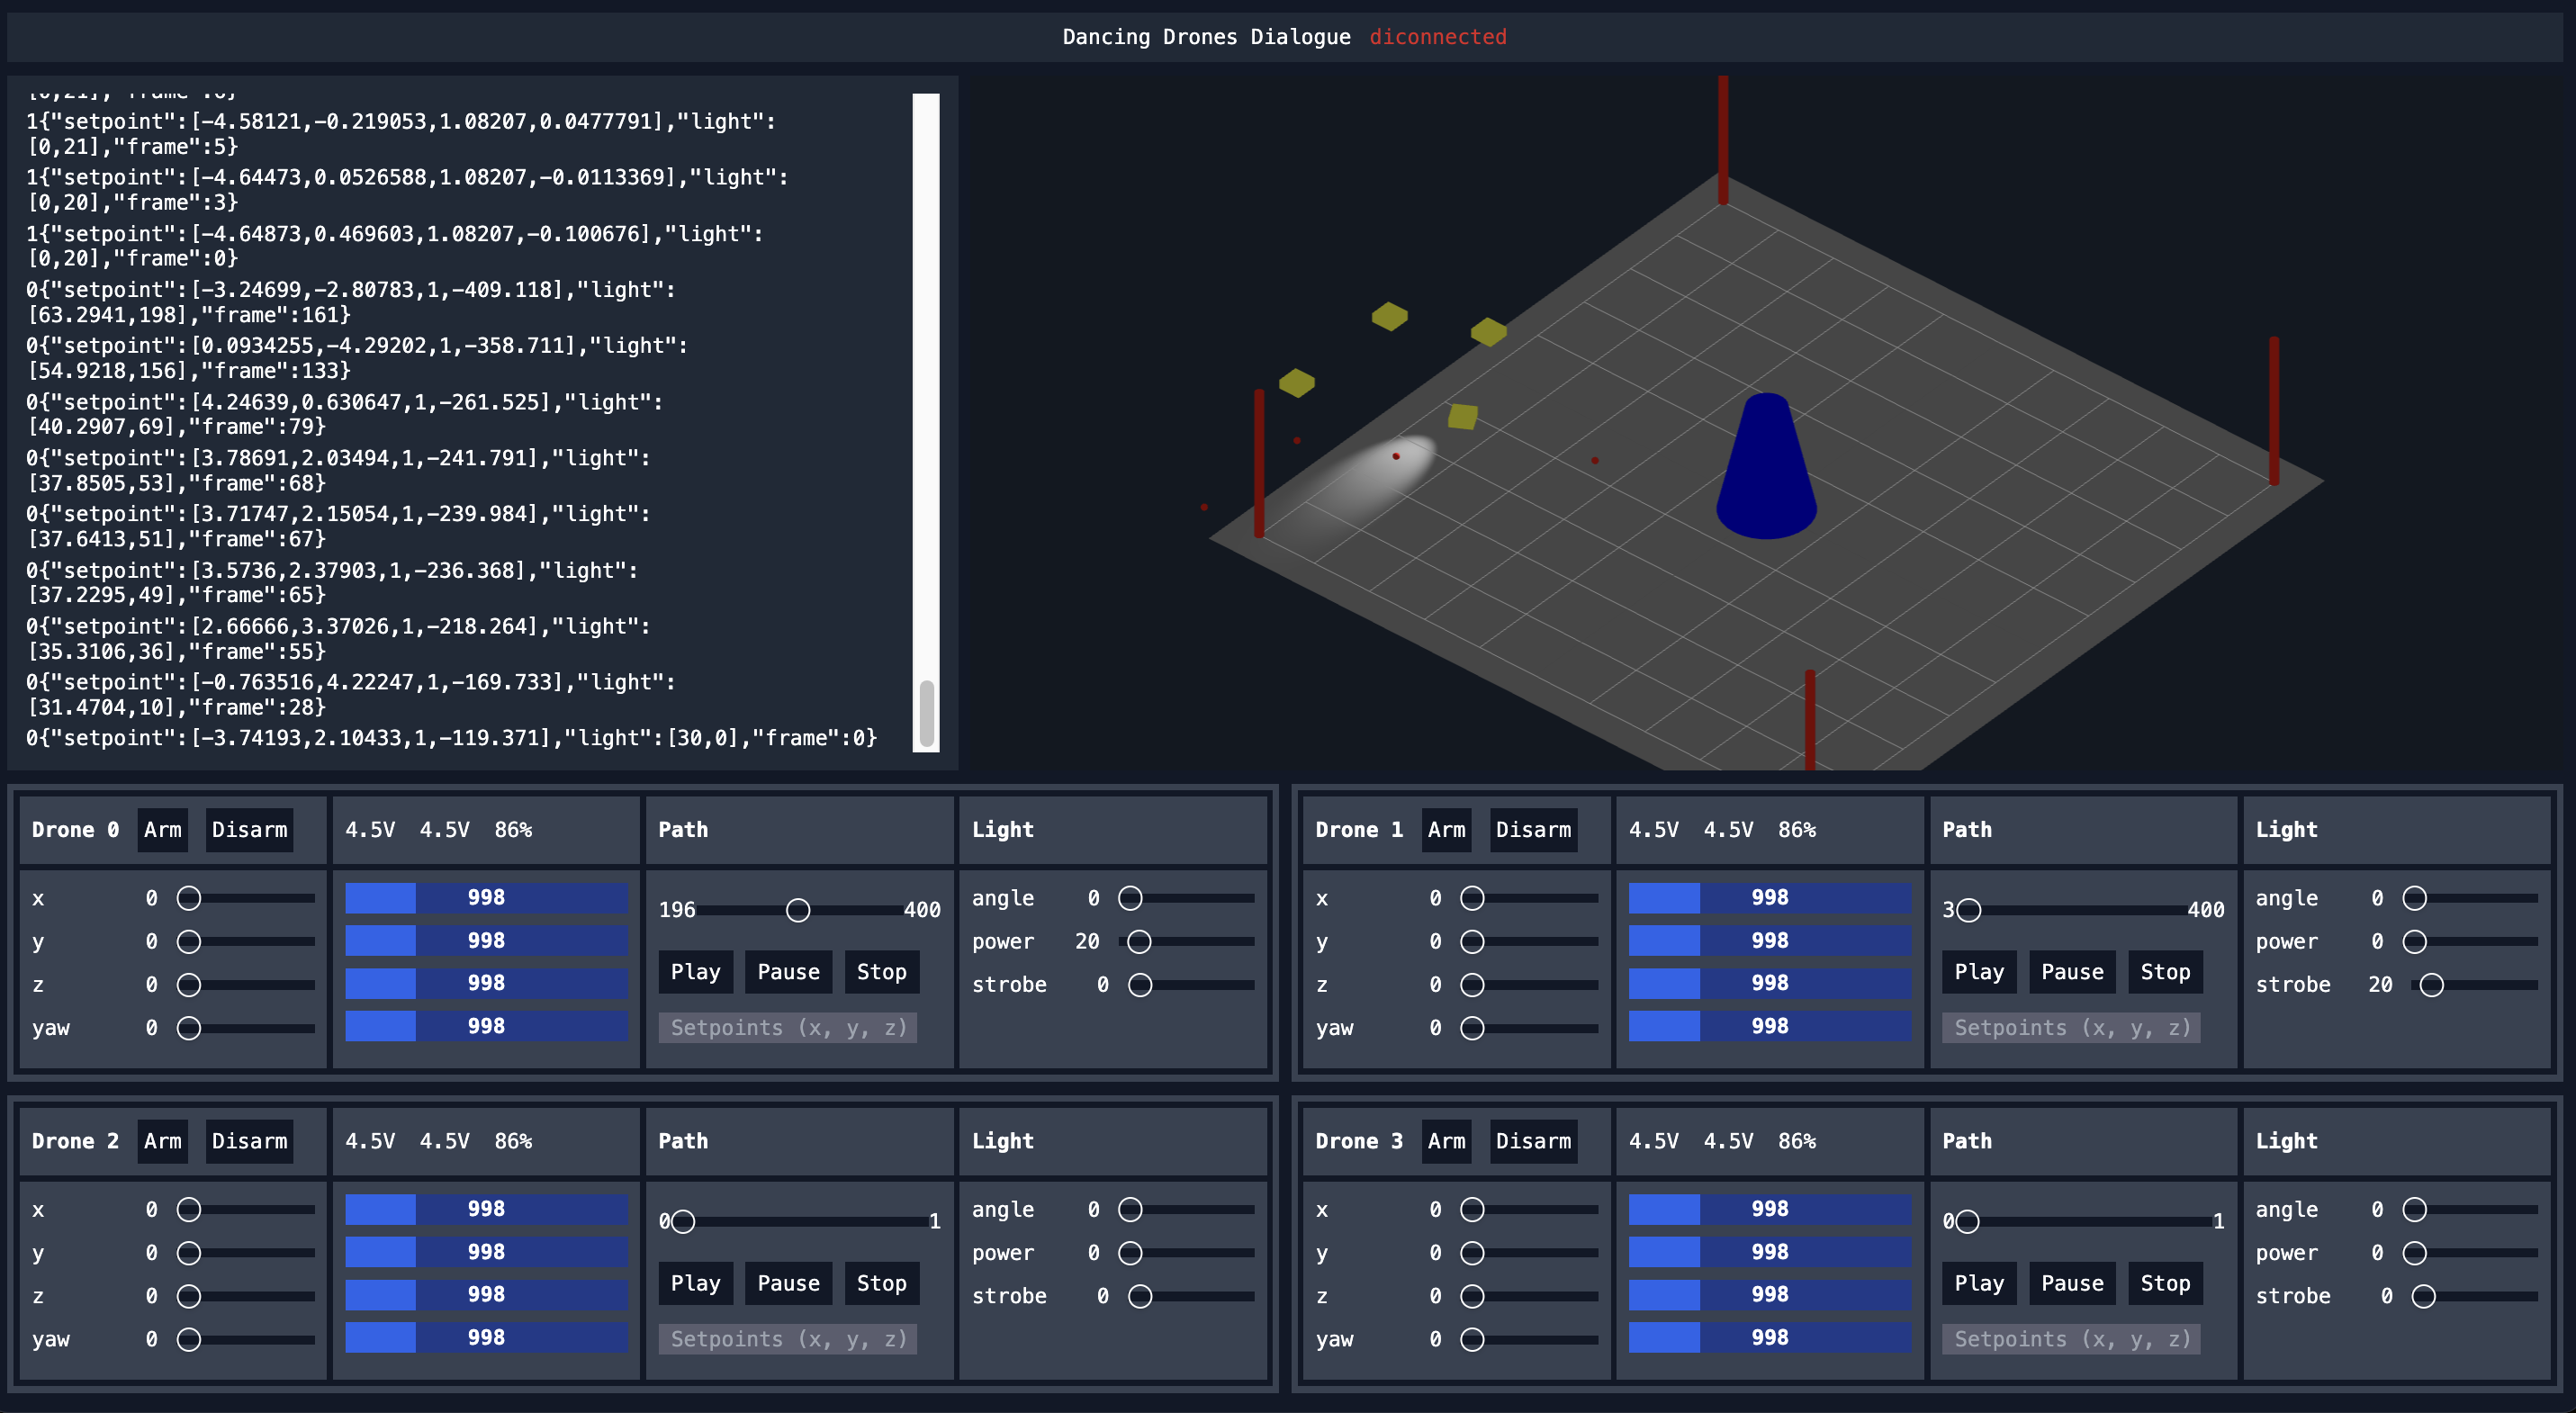 Dancing Drones Dialogue diconnected
1{"setpoint":[-4.58121,-0.219053,1.08207,0.0477791],"light":
[0,21],"frame":5}
1{"setpoint":[-4.64473,0.0526588,1.08207,-0.0113369],"light":
[0,20],"frame":3}
1{"setpoint":[-4.64873,0.469603,1.08207,-0.100676],"light":
[0,20],"frame":0}
0{"setpoint":[-3.24699,-2.80783,1,-409.118],"light":
[63.2941,198],"frame":161}
0{"setpoint":[0.0934255,-4.29202,1,-358.711],"light":
[54.9218,156],"frame":133}
0{"setpoint":[4.24639,0.630647,1,-261.525],"light":
[40.2907,69],"frame":79}
0{"setpoint":[3.78691,2.03494,1,-241.791],"light":
[37.8505,53],"frame":68}
0{"setpoint":[3.71747,2.15054,1,-239.984],"light":
[37.6413,51],"frame":67}
0{"setpoint":[3.5736,2.37903,1,-236.368],"light":
[37.2295,49],"frame":65}
0{"setpoint":[2.66666,3.37026,1,-218.264],"light":
[35.3106,36],"frame":55}
0{"setpoint":[-0.763516,4.22247,1,-169.733],"light":
[31.4704,10],"frame":28}
0{"setpoint":[-3.74193,2.10433,1,-119.371],"light":[30,0],"frame":0}
Drone 0 Arm Disarm 4.5V 4.5V 86% Path Light
x 0 998 196 400 angle 0
y 0 998 power 20
z 0 998 Play Pause Stop strobe 0
yaw 0 998 Setpoints (x, y, z)
Drone 1 Arm Disarm 4.5V 4.5V 86% Path Light
x 0 998 3 400 angle 0
y 0 998 power 0
z 0 998 Play Pause Stop strobe 20
yaw 0 998 Setpoints (x, y, z)
Drone 2 Arm Disarm 4.5V 4.5V 86% Path Light
x 0 998 0 1 angle 0
y 0 998 power 0
z 0 998 Play Pause Stop strobe 0
yaw 0 998 Setpoints (x, y, z)
Drone 3 Arm Disarm 4.5V 4.5V 86% Path Light
x 0 998 0 1 angle 0
y 0 998 power 0
z 0 998 Play Pause Stop strobe 0
yaw 0 998 Setpoints (x, y, z)